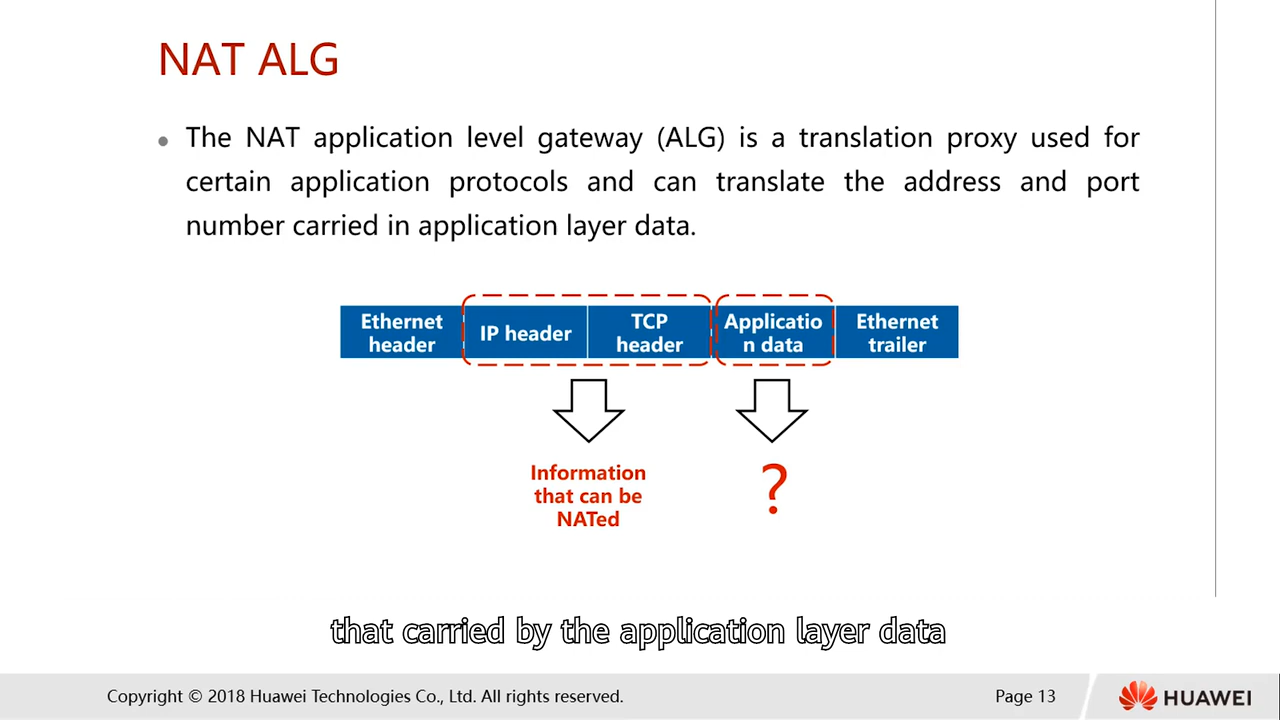 NAT ALG
The NAT application level gateway (ALG) is a translation proxy used for
certain application protocols and can translate the address and port
number carried in application layer data.
Ethernet
header
IP header
TCP
header
Applicatio
n data
Ethernet
trailer
Information
that can be
NATed
?
that carried by the application layer data
Copyright © 2018 Huawei Technologies Co., Ltd. All rights reserved.
Page 13
HUAWEI